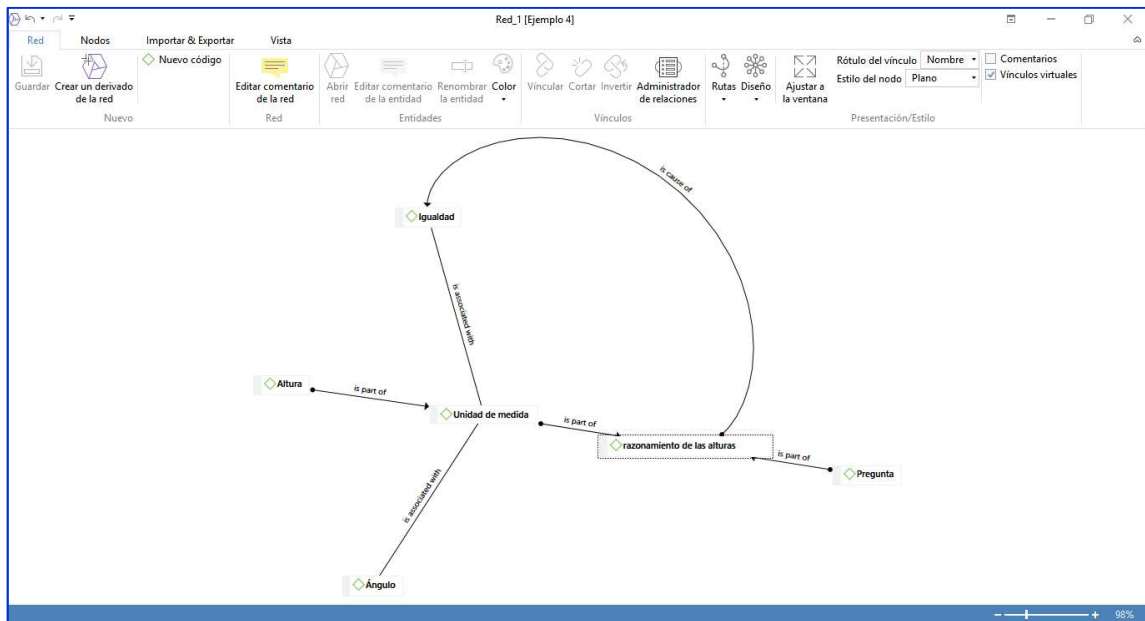 Red_1 [Ejemplo 4]
Red Nodos Importar & Exportar Vista
Guardar
Crear un derivado
de la red
Nuevo código
Nuevo
Editar comentario
de la red
Red
Abrir
red
Editar comentario
de la entidad
Renombrar
la entidad
Color
Entidades
Víncular Cortar Invertir
Administrador
de relaciones
Vínculos
Rutas Diseño
Ajustar a
la ventana
Rótulo del vínculo Nombre
Estilo del nodo Plano
Comentarios
Vínculos virtuales
Presentación/Estilo
is cause of
Igualdad
is associated with
Altura
is part of
Unidad de medida
is part of
razonamiento de las alturas
is part of
Pregunta
is associated with
Ángulo
98%